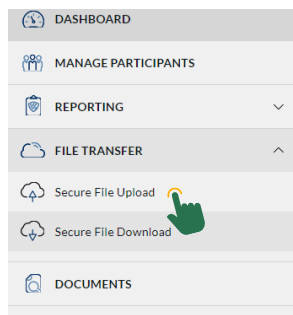 DASHBOARD
MANAGE PARTICIPANTS
REPORTING
FILE TRANSFER
Secure File Upload
Secure File Download
DOCUMENTS